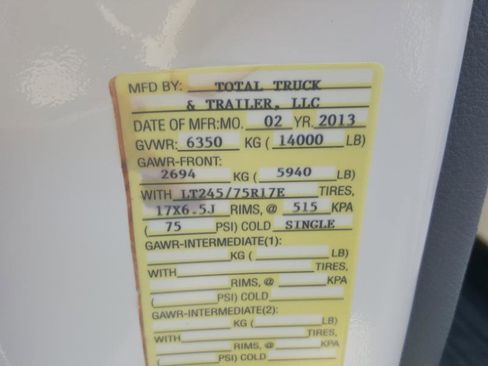 MFD BY: TOTAL TRUCK
& TRAILER, LLC
DATE OF MFR:MO. 02 YR. 2013
GVWR: 6350 KG ( 14000 LB)
GAWR-FRONT:
2694 KG ( 5940 LB)
WITH LT245/75R17E TIRES,
17X6.5J RIMS, @ 515 KPA
( 75 PSI) COLD SINGLE
GAWR-INTERMEDIATE(1):
KG ( LB)
WITH TIRES,
RIMS, @ KPA
( PSI) COLD
GAWR-INTERMEDIATE(2):
KG ( LB)
WITH TIRES,
RIMS, @ KPA
( PSI) COLD